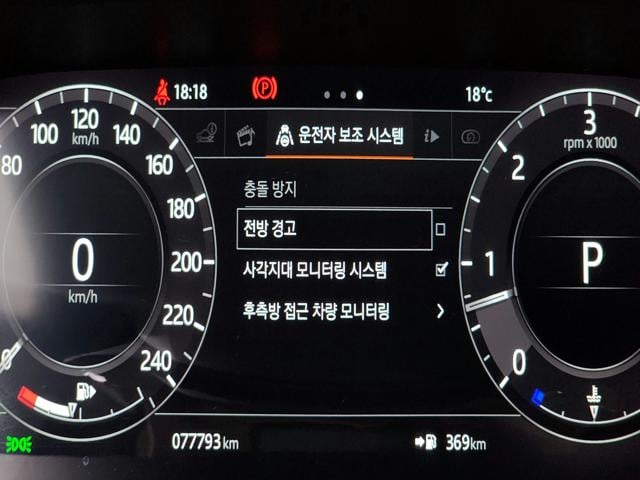 18:18
P
18℃
80
100
120
km/h
140
160
180
200
220
240
0
km/h
0
운전자 보조 시스템
i
충돌 방지
전방 경고
사각지대 모니터링 시스템
후측방 접근 차량 모니터링
3
rpm x 1000
2
1
0
P
077793 km
369km